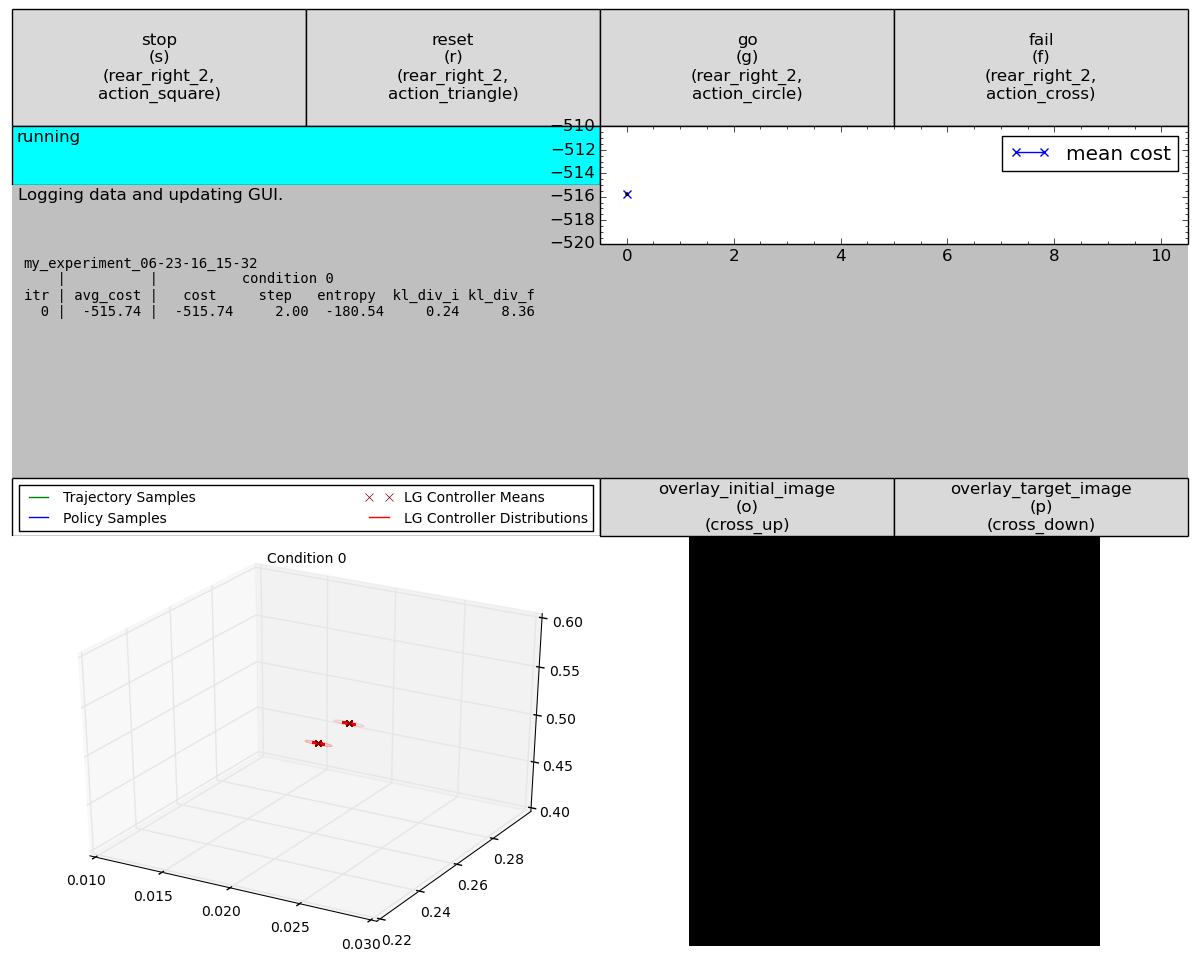 stop
(s)
(rear_right_2,
action_square)
reset
(r)
(rear_right_2,
action_triangle)
go
(g)
(rear_right_2,
action_circle)
fail
(f)
(rear_right_2,
action_cross)
running
Logging data and updating GUI.
−510
−512
−514
−516
−518
−520
mean cost
0 2 4 6 8 10
my_experiment_06-23-16_15-32
| | condition 0
itr | avg_cost | cost step entropy kl_div_i kl_div_f
0 | -515.74 | -515.74 2.00 -180.54 0.24 8.36
Trajectory Samples
Policy Samples
LG Controller Means
LG Controller Distributions
overlay_initial_image
(o)
(cross_up)
overlay_target_image
(p)
(cross_down)
Condition 0
0.60
0.55
0.50
0.45
0.40
0.28
0.26
0.24
0.22
0.010
0.015
0.020
0.025
0.030